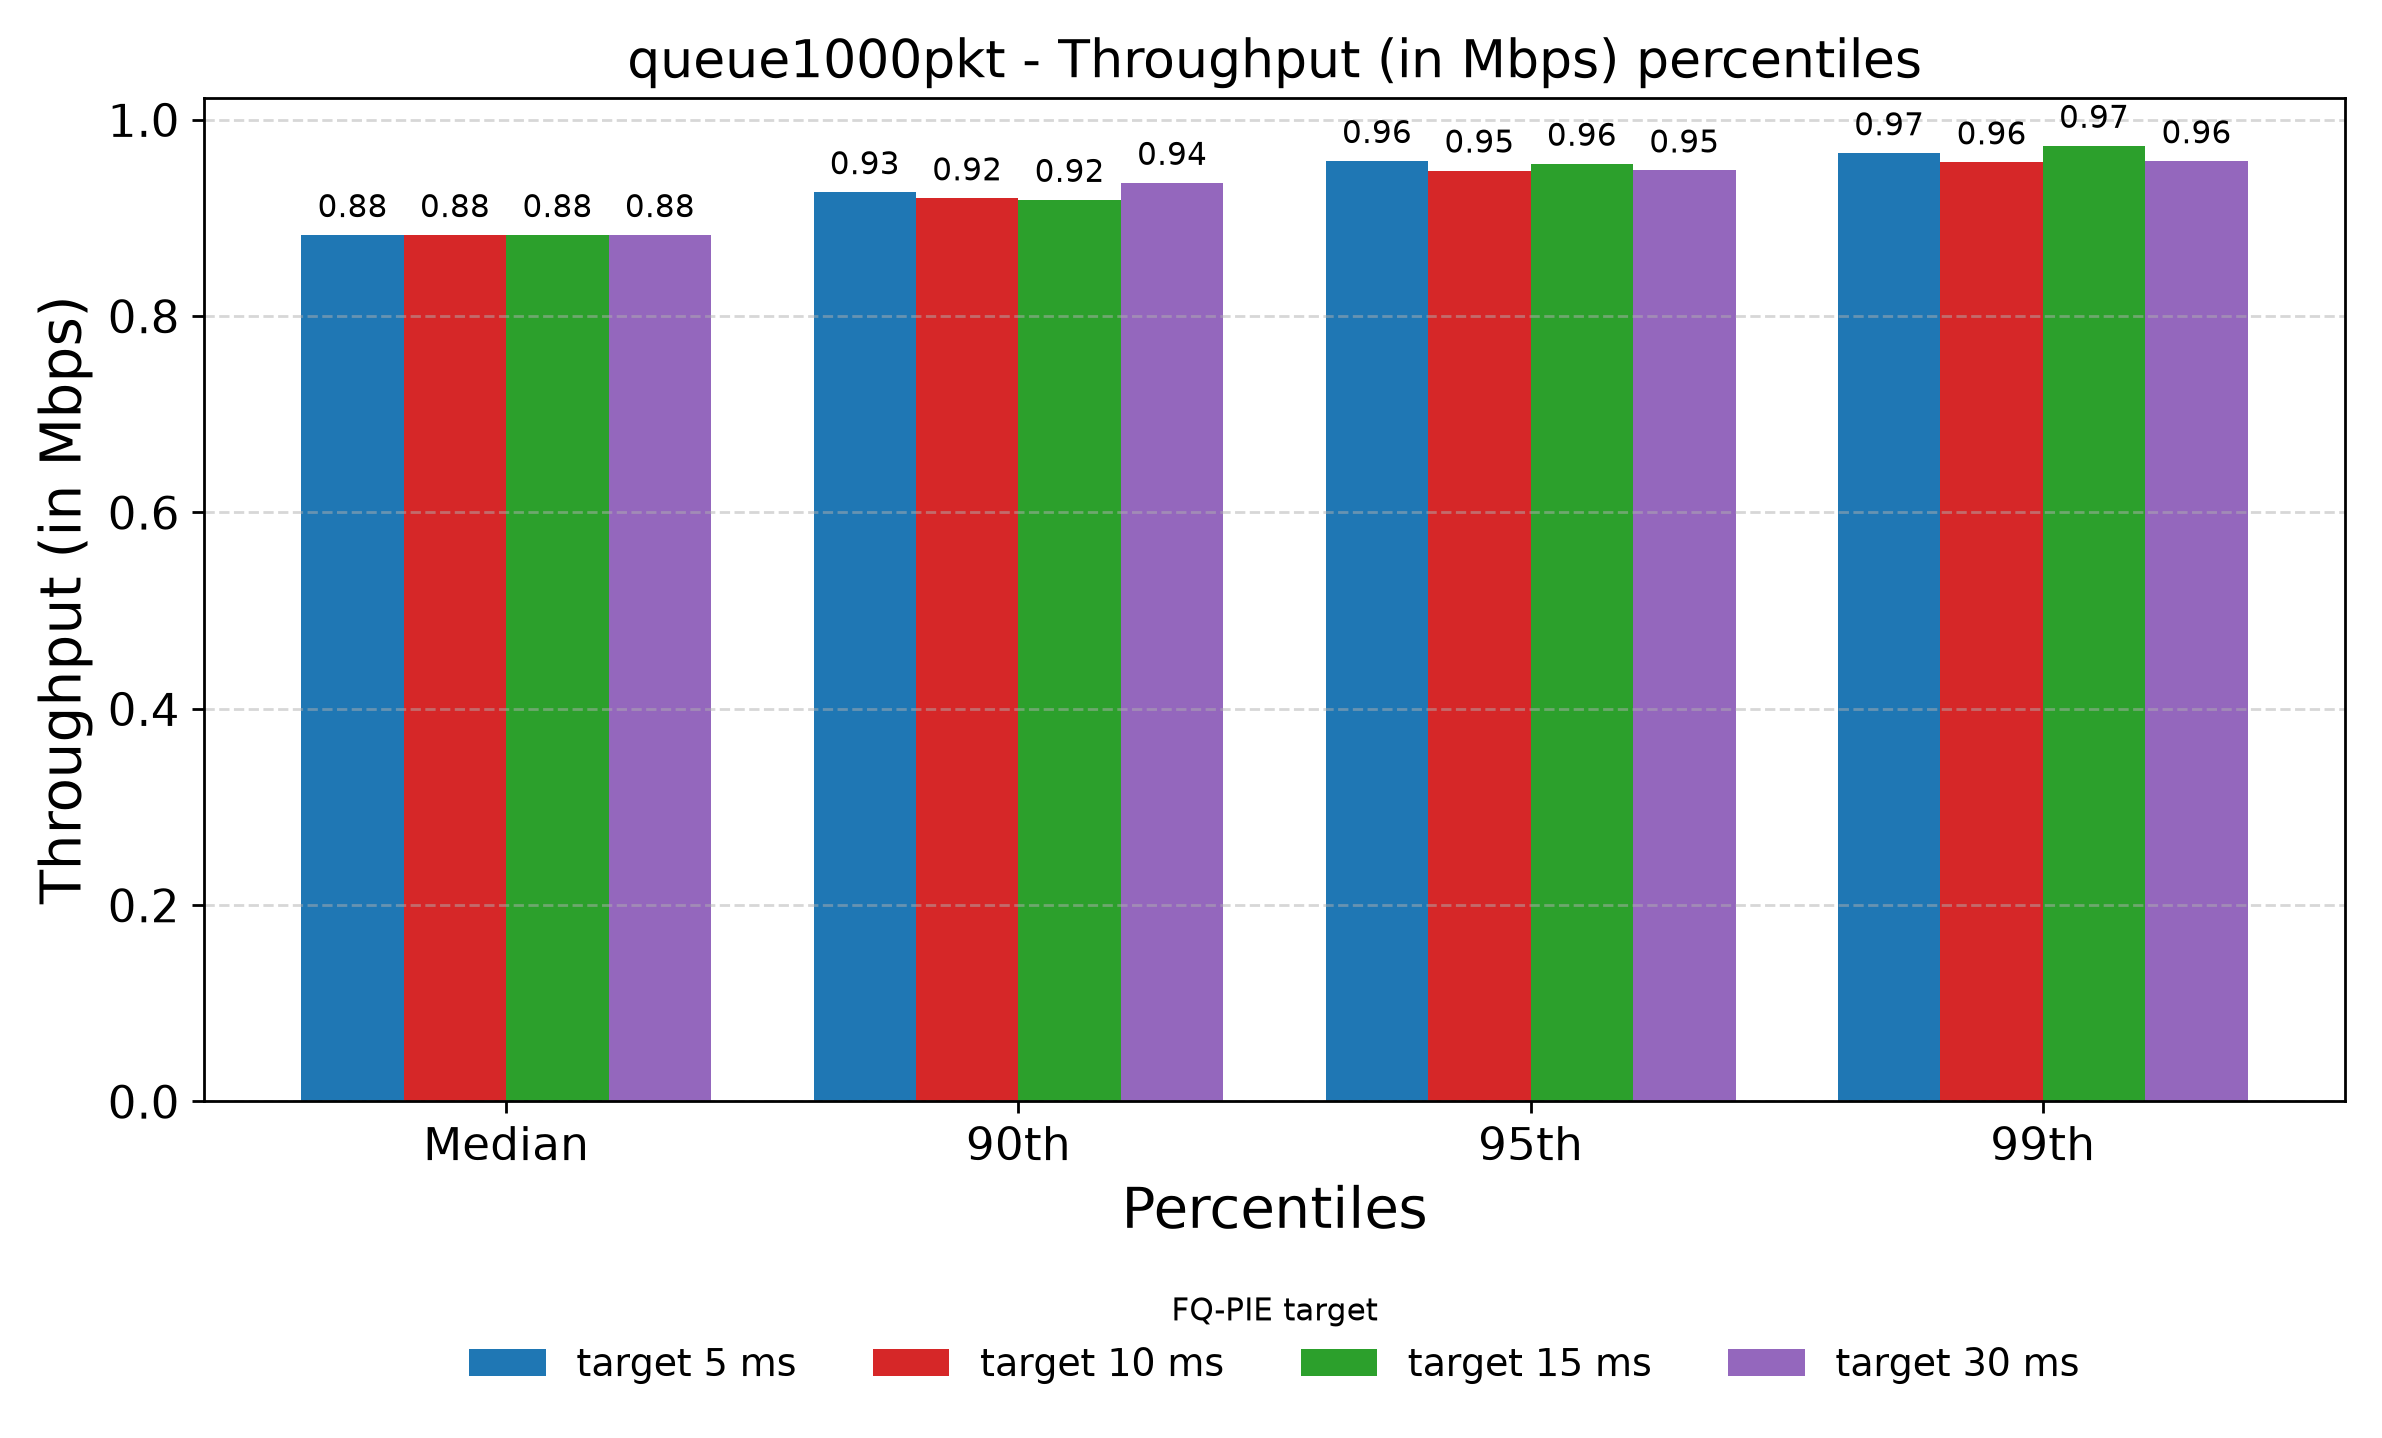 queue1000pkt - Throughput (in Mbps) percentiles
Throughput (in Mbps)
1.0
0.8
0.6
0.4
0.2
0.0
0.88 0.88 0.88 0.88
0.93 0.92 0.92 0.94
0.96 0.95 0.96 0.95
0.97 0.96 0.97 0.96
Median 90th 95th 99th
Percentiles
FQ-PIE target
target 5 ms target 10 ms target 15 ms target 30 ms